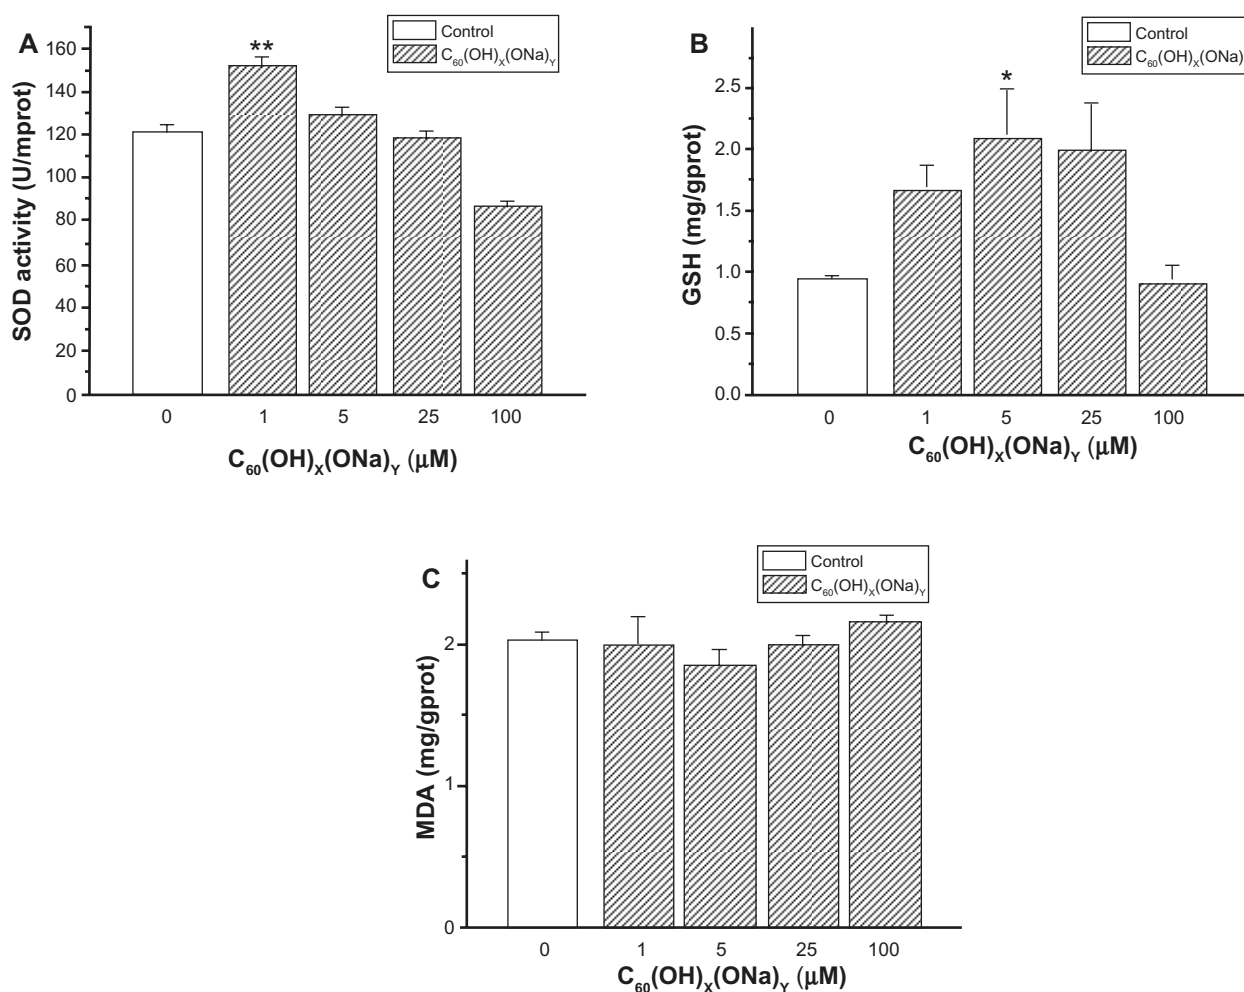 A
Control
C60(OH)X(ONa)Y
**
SOD activity (U/mprot)
160
140
120
100
80
60
40
20
0
0 1 5 25 100
C60(OH)X(ONa)Y (µM)
B
Control
C60(OH)X(ONa)
*
GSH (mg/gprot)
2.5
2.0
1.5
1.0
0.5
0.0
0 1 5 25 100
C60(OH)X(ONa)Y (µM)
C
Control
C60(OH)X(ONa)Y
MDA (mg/gprot)
2
1
0
0 1 5 25 100
C60(OH)X(ONa)Y (µM)